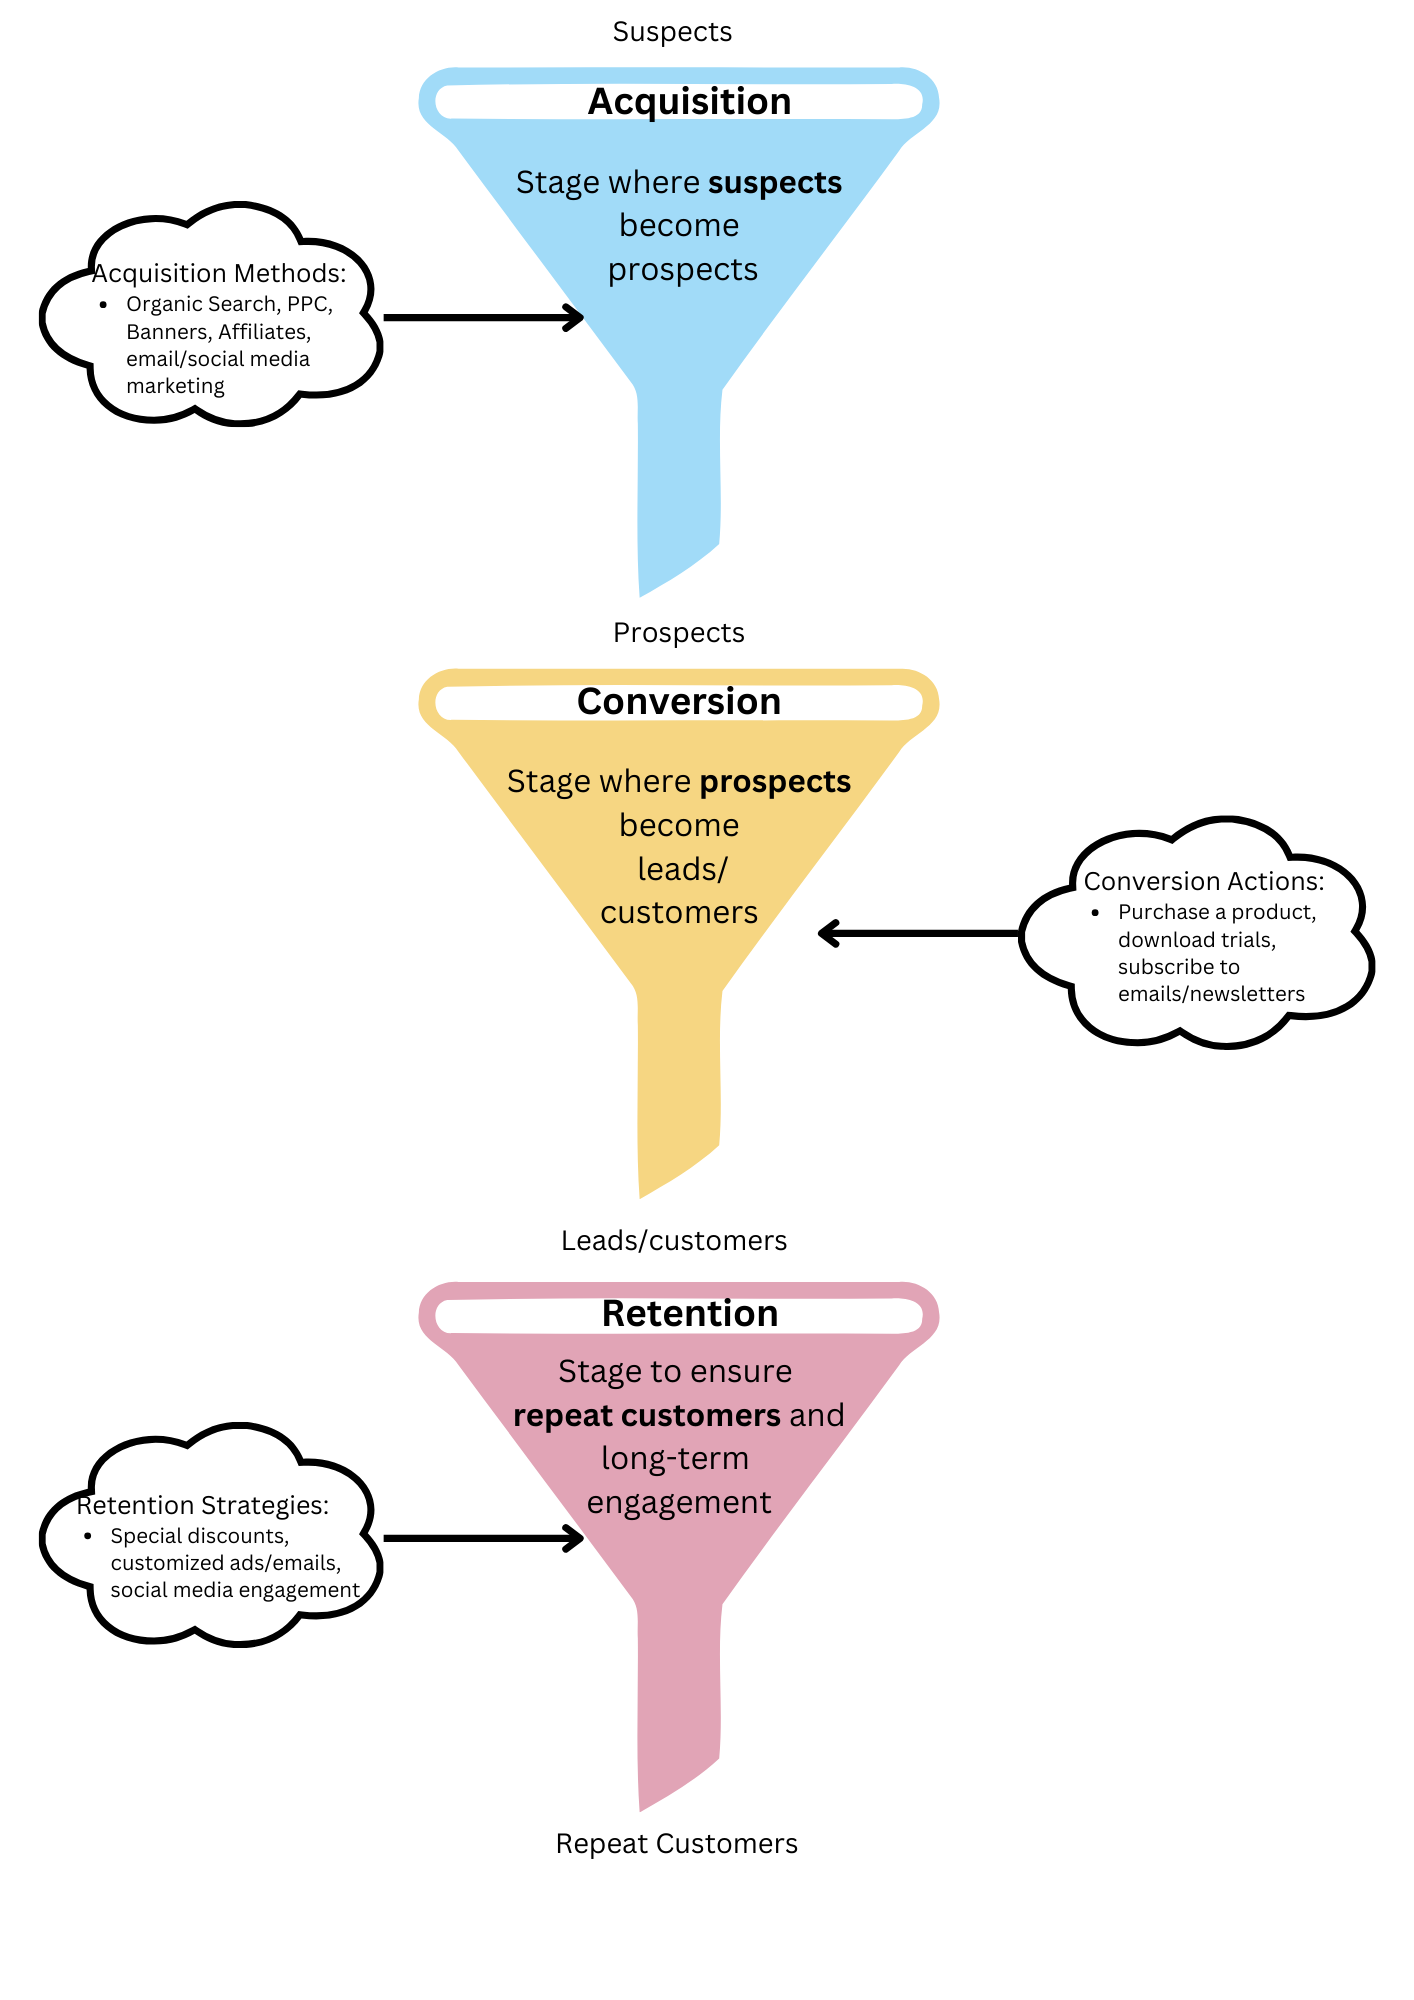 Suspects
Acquisition
Stage where suspects
become
prospects
Acquisition Methods:
• Organic Search, PPC,
Banners, Affiliates,
email/social media
marketing
Prospects
Conversion
Stage where prospects
become
leads/
customers
Conversion Actions:
• Purchase a product,
download trials,
subscribe to
emails/newsletters
Leads/customers
Retention
Stage to ensure
repeat customers and
long-term
engagement
Retention Strategies:
• Special discounts,
customized ads/emails,
social media engagement
Repeat Customers